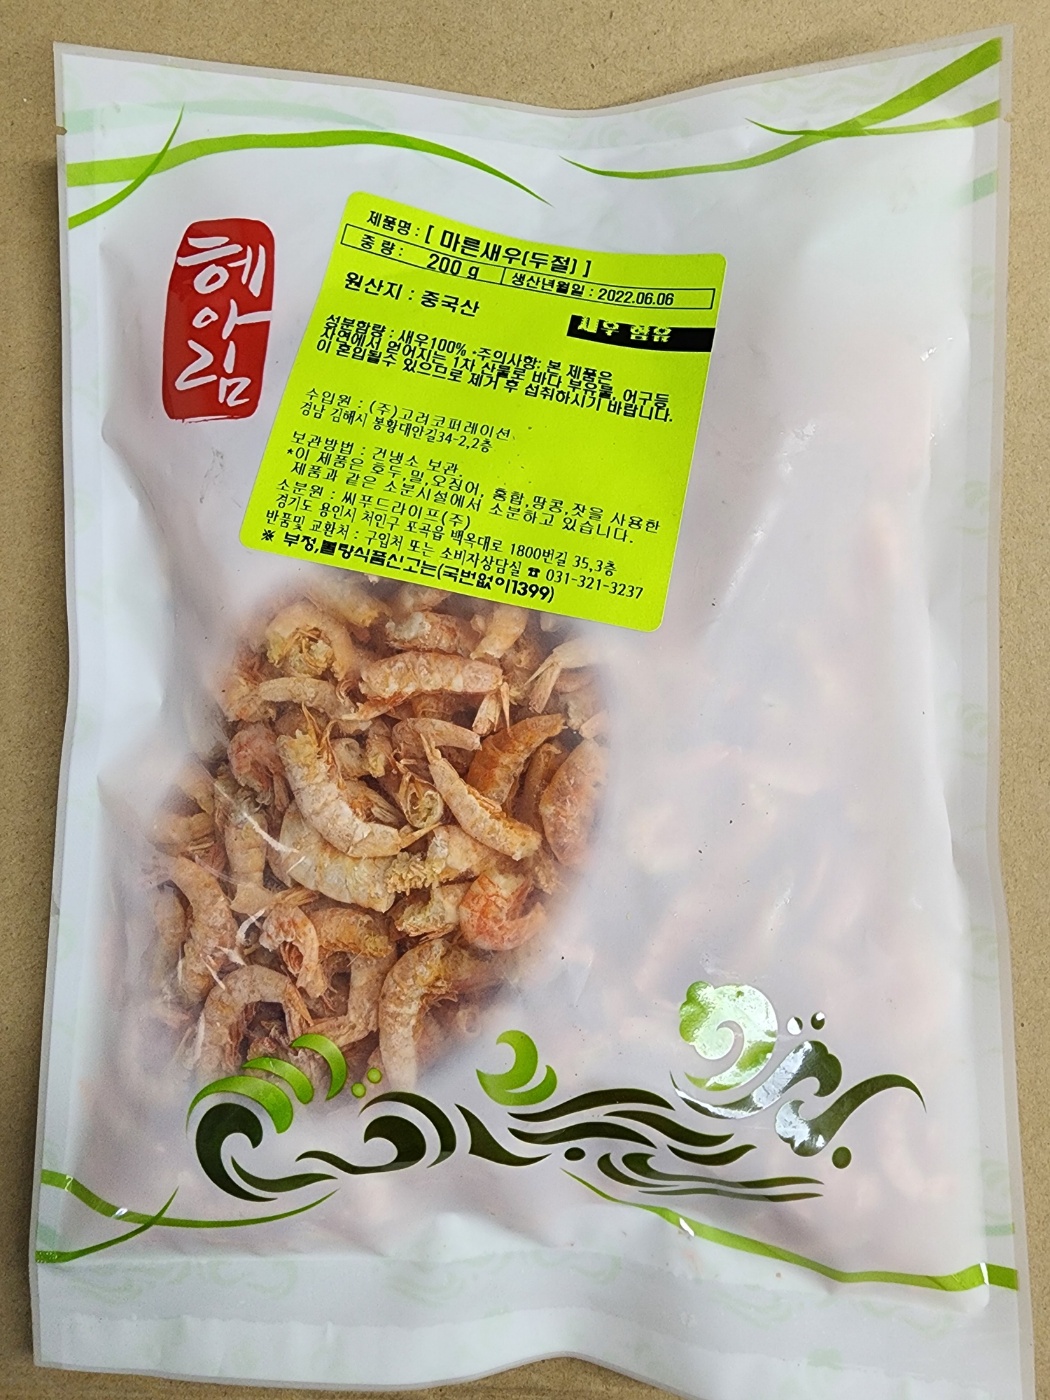 헤아림
제품명 : [ 마른새우(두절) ]
중 량 : 200 g 생산년월일 : 2022.06.06
원산지 : 중국산
새우 함유
성분함량 : 새우100% *주의사항: 본 제품은
자연에서 얻어지는 1차 산물로 바다 부유물, 어구등
이 혼입될수 있으므로 제거 후 섭취하시기 바랍니다.
수입원 : (주)고려코퍼레이션
경남 김해시 봉황대안길34-2,2층
보관방법 : 건냉소 보관.
*이 제품은 호두,밀,오징어, 홍합,땅콩,잣을 사용한
제품과 같은 소분시설에서 소분하고 있습니다.
소분원 : 씨푸드라이프(주)
경기도 용인시 처인구 포곡읍 백옥대로 1800번길 35,3층
반품및 교환처 : 구입처 또는 소비자상담실 ☎ 031-321-3237
※ 부정,불량식품신고는(국번없이1399)